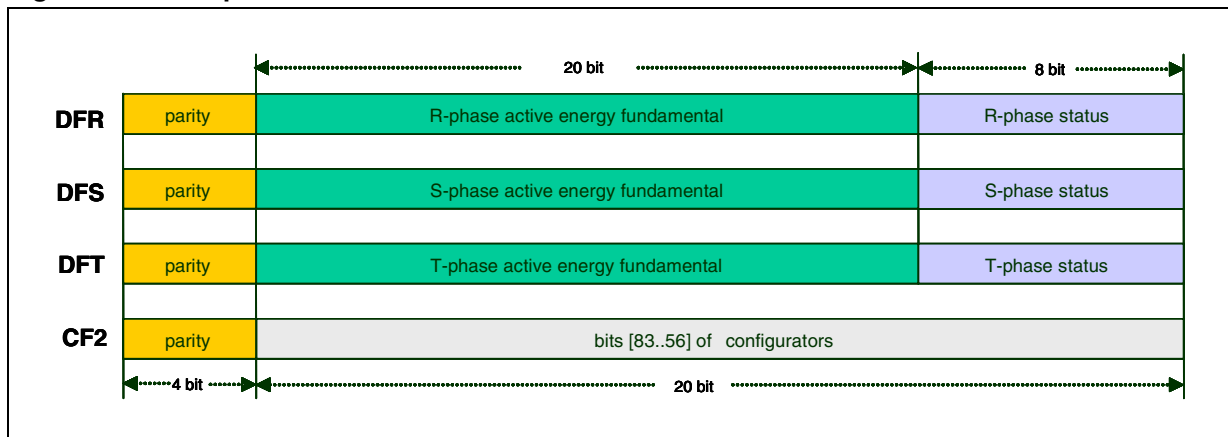 20 bit
8 bit
DFR parity R-phase active energy fundamental R-phase status
DFS parity S-phase active energy fundamental S-phase status
DFT parity T-phase active energy fundamental T-phase status
CF2 parity bits [83..56] of configurators
4 bit
20 bit